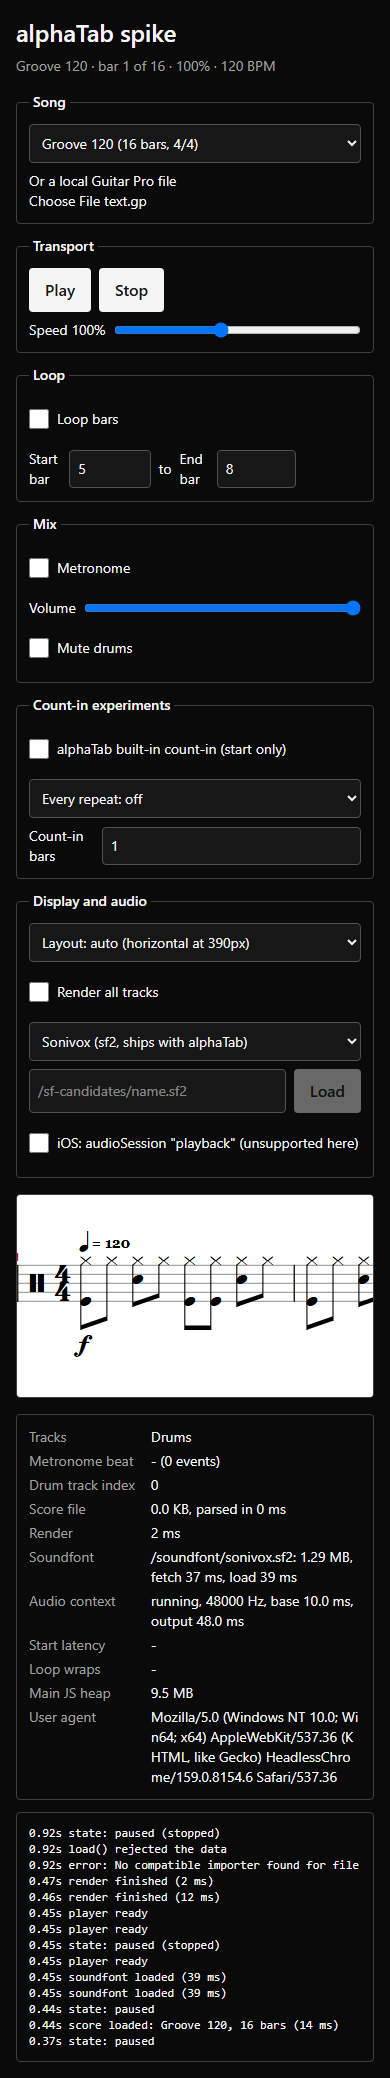 alphaTab spike
Groove 120 · bar 1 of 16 · 100% · 120 BPM
Song
Groove 120 (16 bars, 4/4)
Or a local Guitar Pro file
Choose File text.gp
Transport
Play Stop
Speed 100%
Loop
Loop bars
Start bar 5 to End bar 8
Mix
Metronome
Volume
Mute drums
Count-in experiments
alphaTab built-in count-in (start only)
Every repeat: off
Count-in bars 1
Display and audio
Layout: auto (horizontal at 390px)
Render all tracks
Sonivox (sf2, ships with alphaTab)
/sf-candidates/name.sf2 Load
iOS: audioSession "playback" (unsupported here)
= 120
4
4
f
Tracks Drums
Metronome beat - (0 events)
Drum track index 0
Score file 0.0 KB, parsed in 0 ms
Render 2 ms
Soundfont /soundfont/sonivox.sf2: 1.29 MB,
fetch 37 ms, load 39 ms
Audio context running, 48000 Hz, base 10.0 ms,
output 48.0 ms
Start latency -
Loop wraps -
Main JS heap 9.5 MB
User agent Mozilla/5.0 (Windows NT 10.0; Wi
n64; x64) AppleWebKit/537.36 (K
HTML, like Gecko) HeadlessChro
me/159.0.8154.6 Safari/537.36
0.92s state: paused (stopped)
0.92s load() rejected the data
0.92s error: No compatible importer found for file
0.47s render finished (2 ms)
0.46s render finished (12 ms)
0.45s player ready
0.45s player ready
0.45s state: paused (stopped)
0.45s player ready
0.45s soundfont loaded (39 ms)
0.45s soundfont loaded (39 ms)
0.44s state: paused
0.44s score loaded: Groove 120, 16 bars (14 ms)
0.37s state: paused